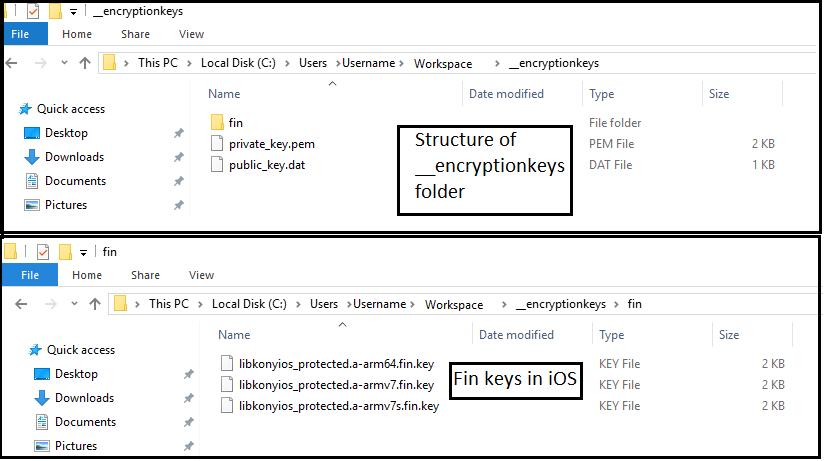 __encryptionkeys
File Home Share View
This PC Local Disk (C:) Users Username Workspace __encryptionkeys
Name Date modified Type Size
Quick access
Desktop
Downloads
Documents
Pictures
fin File folder
private_key.pem PEM File 2 KB
public_key.dat DAT File 1 KB
Structure of
__encryptionkeys
folder
fin
File Home Share View
This PC Local Disk (C:) Users Username Workspace __encryptionkeys fin
Name Date modified Type Size
Quick access
Desktop
Downloads
Documents
Pictures
libkonyios_protected.a-arm64.fin.key KEY File 2 KB
libkonyios_protected.a-armv7.fin.key KEY File 2 KB
libkonyios_protected.a-armv7s.fin.key KEY File 2 KB
Fin keys in iOS